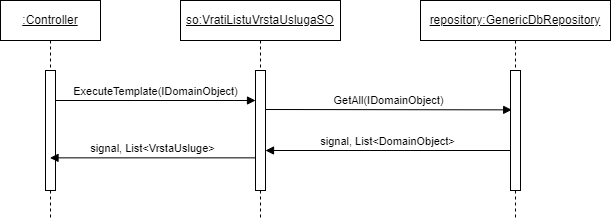 :Controller
so:VratiListuVrstaUslugaSO
repository:GenericDbRepository
ExecuteTemplate(IDomainObject)
GetAll(IDomainObject)
signal, List<DomainObject>
signal, List<VrstaUsluge>